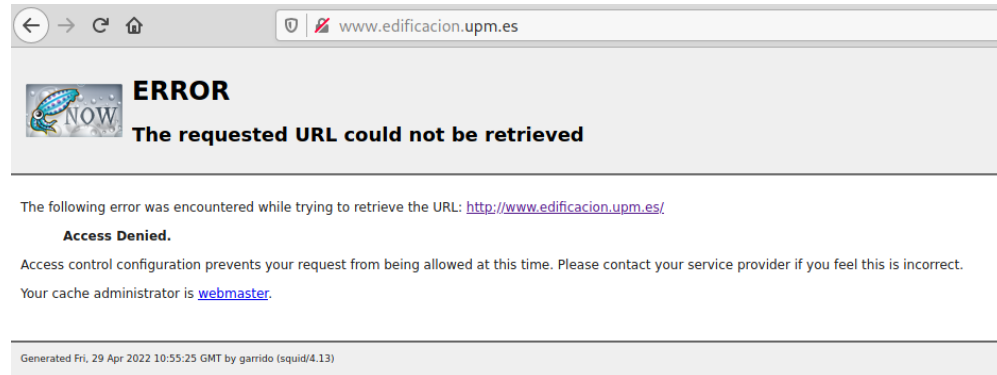 www.edificacion.upm.es
NOW
ERROR
The requested URL could not be retrieved
The following error was encountered while trying to retrieve the URL: http://www.edificacion.upm.es/
Access Denied.
Access control configuration prevents your request from being allowed at this time. Please contact your service provider if you feel this is incorrect.
Your cache administrator is webmaster.
Generated Fri, 29 Apr 2022 10:55:25 GMT by garrido (squid/4.13)